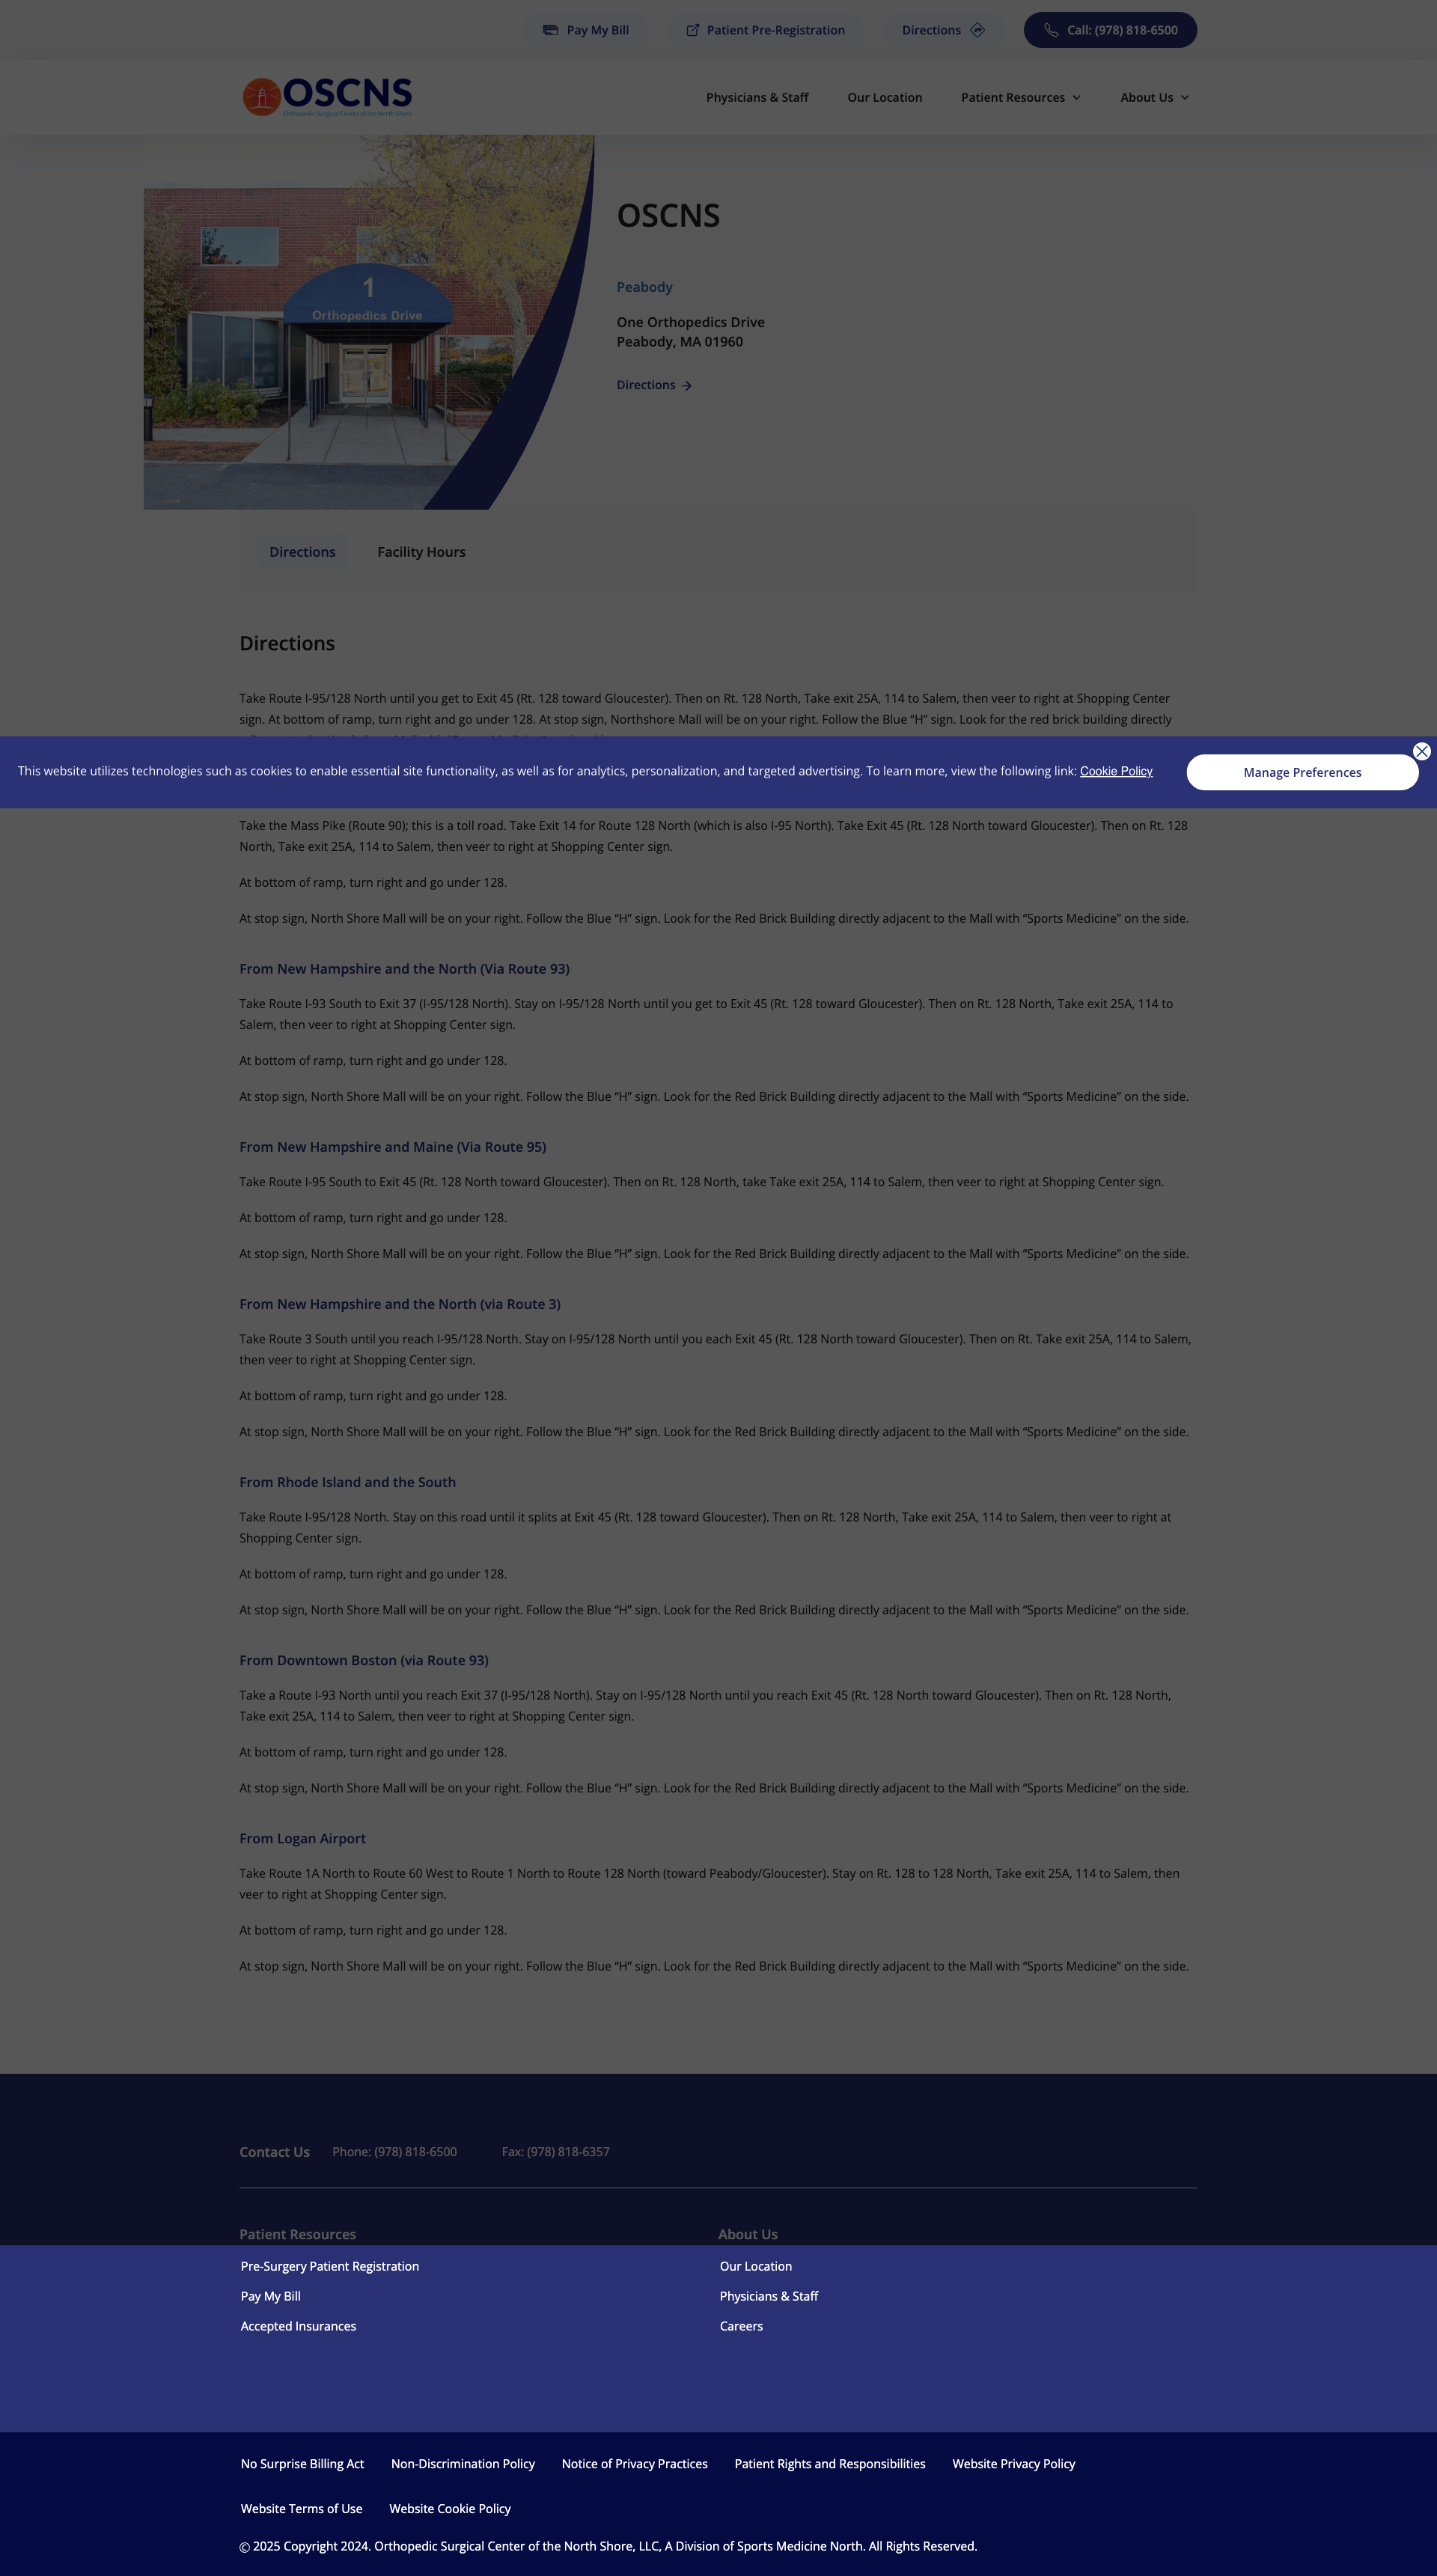 Pay My Bill
Patient Pre-Registration
Directions
Call: (978) 818-6500
OSCNS
Orthopedic Surgical Center of the North Shore
Physicians & Staff
Our Location
Patient Resources
About Us
1
Orthopedics Drive
OSCNS
Peabody
One Orthopedics Drive
Peabody, MA 01960
Directions
Directions
Facility Hours
Directions
Take Route I-95/128 North until you get to Exit 45 (Rt. 128 toward Gloucester). Then on Rt. 128 North, Take exit 25A, 114 to Salem, then veer to right at Shopping Center
sign. At bottom of ramp, turn right and go under 128. At stop sign, Northshore Mall will be on your right. Follow the Blue “H” sign. Look for the red brick building directly
This website utilizes technologies such as cookies to enable essential site functionality, as well as for analytics, personalization, and targeted advertising. To learn more, view the following link: Cookie Policy
Manage Preferences
Take the Mass Pike (Route 90); this is a toll road. Take Exit 14 for Route 128 North (which is also I-95 North). Take Exit 45 (Rt. 128 North toward Gloucester). Then on Rt. 128
North, Take exit 25A, 114 to Salem, then veer to right at Shopping Center sign.
At bottom of ramp, turn right and go under 128.
At stop sign, North Shore Mall will be on your right. Follow the Blue “H” sign. Look for the Red Brick Building directly adjacent to the Mall with “Sports Medicine” on the side.
From New Hampshire and the North (Via Route 93)
Take Route I-93 South to Exit 37 (I-95/128 North). Stay on I-95/128 North until you get to Exit 45 (Rt. 128 toward Gloucester). Then on Rt. 128 North, Take exit 25A, 114 to
Salem, then veer to right at Shopping Center sign.
At bottom of ramp, turn right and go under 128.
At stop sign, North Shore Mall will be on your right. Follow the Blue “H” sign. Look for the Red Brick Building directly adjacent to the Mall with “Sports Medicine” on the side.
From New Hampshire and Maine (Via Route 95)
Take Route I-95 South to Exit 45 (Rt. 128 North toward Gloucester). Then on Rt. 128 North, take Take exit 25A, 114 to Salem, then veer to right at Shopping Center sign.
At bottom of ramp, turn right and go under 128.
At stop sign, North Shore Mall will be on your right. Follow the Blue “H” sign. Look for the Red Brick Building directly adjacent to the Mall with “Sports Medicine” on the side.
From New Hampshire and the North (via Route 3)
Take Route 3 South until you reach I-95/128 North. Stay on I-95/128 North until you each Exit 45 (Rt. 128 North toward Gloucester). Then on Rt. Take exit 25A, 114 to Salem,
then veer to right at Shopping Center sign.
At bottom of ramp, turn right and go under 128.
At stop sign, North Shore Mall will be on your right. Follow the Blue “H” sign. Look for the Red Brick Building directly adjacent to the Mall with “Sports Medicine” on the side.
From Rhode Island and the South
Take Route I-95/128 North. Stay on this road until it splits at Exit 45 (Rt. 128 toward Gloucester). Then on Rt. 128 North, Take exit 25A, 114 to Salem, then veer to right at
Shopping Center sign.
At bottom of ramp, turn right and go under 128.
At stop sign, North Shore Mall will be on your right. Follow the Blue “H” sign. Look for the Red Brick Building directly adjacent to the Mall with “Sports Medicine” on the side.
From Downtown Boston (via Route 93)
Take a Route I-93 North until you reach Exit 37 (I-95/128 North). Stay on I-95/128 North until you reach Exit 45 (Rt. 128 North toward Gloucester). Then on Rt. 128 North,
Take exit 25A, 114 to Salem, then veer to right at Shopping Center sign.
At bottom of ramp, turn right and go under 128.
At stop sign, North Shore Mall will be on your right. Follow the Blue “H” sign. Look for the Red Brick Building directly adjacent to the Mall with “Sports Medicine” on the side.
From Logan Airport
Take Route 1A North to Route 60 West to Route 1 North to Route 128 North (toward Peabody/Gloucester). Stay on Rt. 128 to 128 North, Take exit 25A, 114 to Salem, then
veer to right at Shopping Center sign.
At bottom of ramp, turn right and go under 128.
At stop sign, North Shore Mall will be on your right. Follow the Blue “H” sign. Look for the Red Brick Building directly adjacent to the Mall with “Sports Medicine” on the side.
Contact Us
Phone: (978) 818-6500
Fax: (978) 818-6357
Patient Resources
Pre-Surgery Patient Registration
Pay My Bill
Accepted Insurances
About Us
Our Location
Physicians & Staff
Careers
No Surprise Billing Act
Non-Discrimination Policy
Notice of Privacy Practices
Patient Rights and Responsibilities
Website Privacy Policy
Website Terms of Use
Website Cookie Policy
© 2025 Copyright 2024. Orthopedic Surgical Center of the North Shore, LLC, A Division of Sports Medicine North. All Rights Reserved.